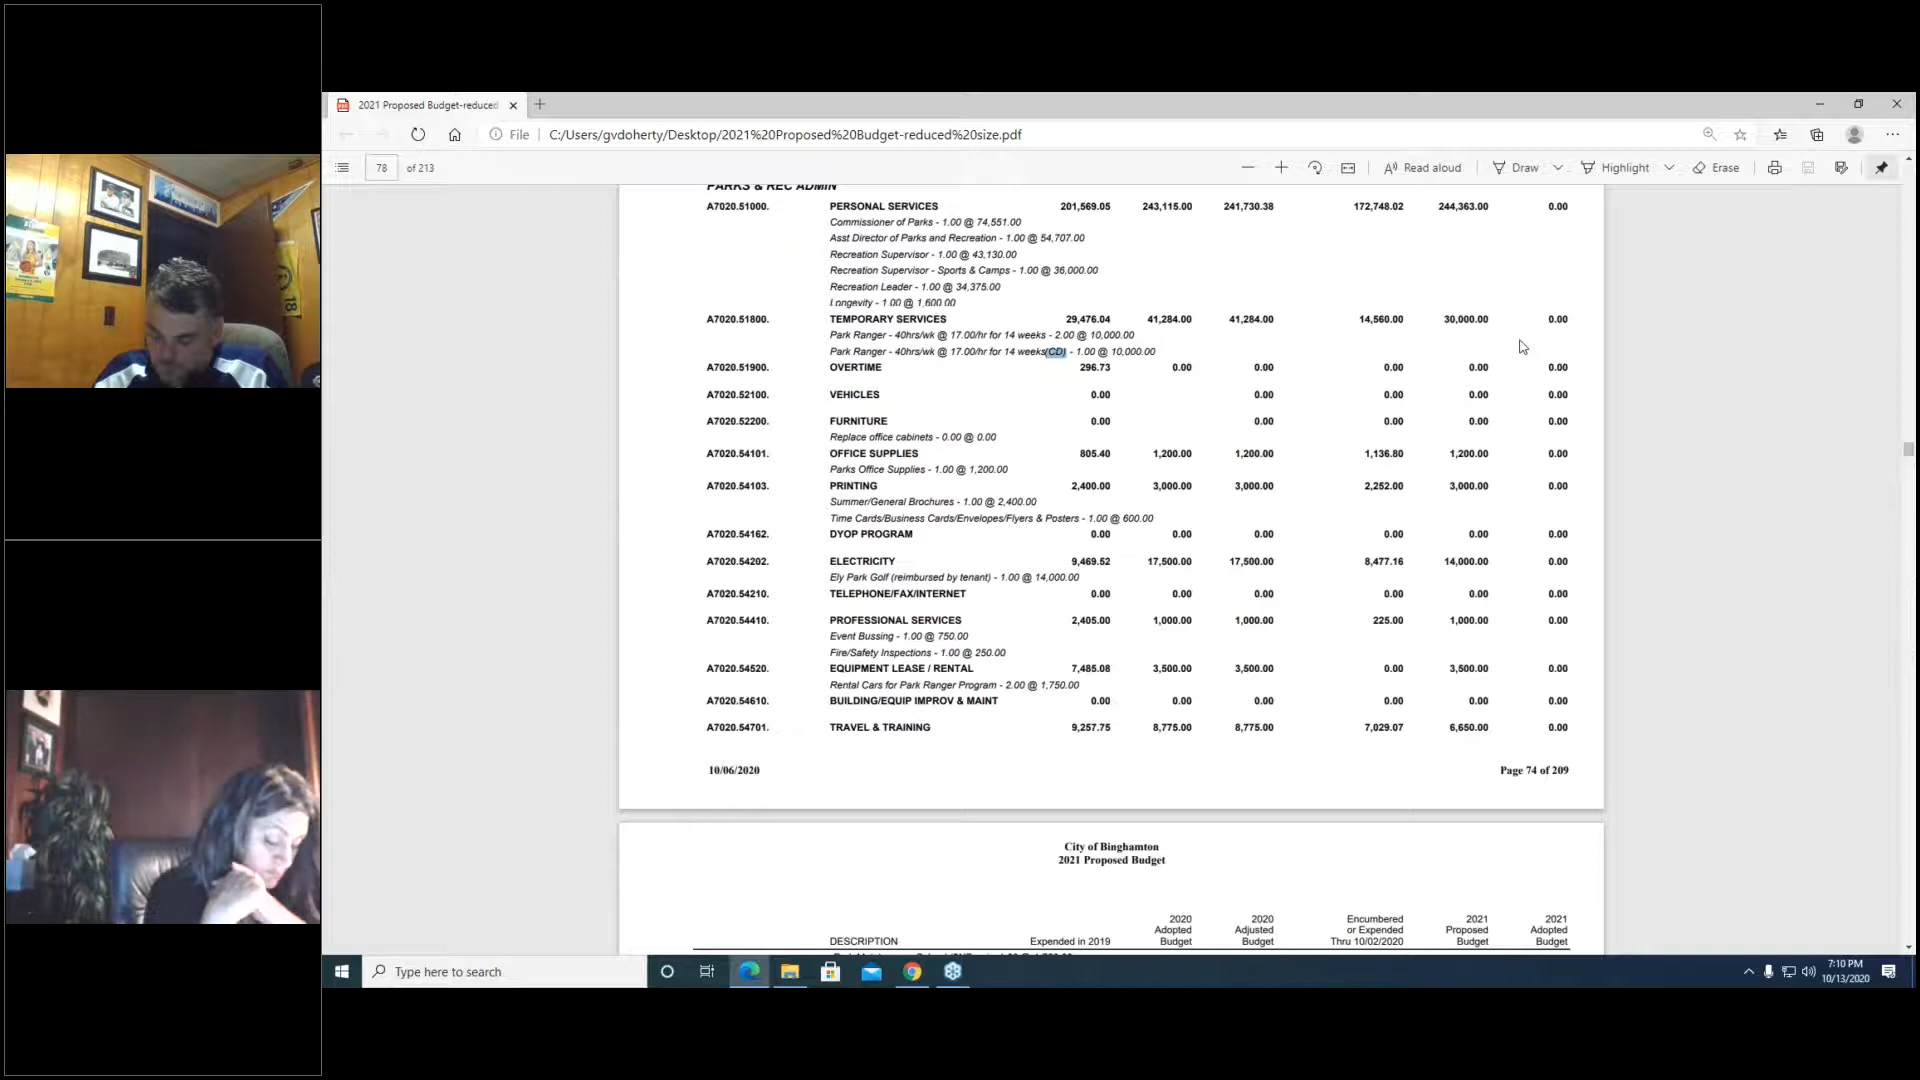 2021 Proposed Budget-reduced
File C:/Users/gvdoherty/Desktop/2021%20Proposed%20Budget-reduced%20size.pdf
78 of 213 Read aloud Draw Highlight Erase
PARKS & REC ADMIN
A7020.51000. PERSONAL SERVICES 201,569.05 243,115.00 241,730.38 172,748.02 244,363.00 0.00
Commissioner of Parks - 1.00 @ 74,551.00
Asst Director of Parks and Recreation - 1.00 @ 54,707.00
Recreation Supervisor - 1.00 @ 43,130.00
Recreation Supervisor - Sports & Camps - 1.00 @ 36,000.00
Recreation Leader - 1.00 @ 34,375.00
Longevity - 1.00 @ 1,600.00
A7020.51800. TEMPORARY SERVICES 29,476.04 41,284.00 41,284.00 14,560.00 30,000.00 0.00
Park Ranger - 40hrs/wk @ 17.00/hr for 14 weeks - 2.00 @ 10,000.00
Park Ranger - 40hrs/wk @ 17.00/hr for 14 weeks(CD) - 1.00 @ 10,000.00
A7020.51900. OVERTIME 296.73 0.00 0.00 0.00 0.00 0.00
A7020.52100. VEHICLES 0.00 0.00 0.00 0.00 0.00
A7020.52200. FURNITURE 0.00 0.00 0.00 0.00 0.00
Replace office cabinets - 0.00 @ 0.00
A7020.54101. OFFICE SUPPLIES 805.40 1,200.00 1,200.00 1,136.80 1,200.00 0.00
Parks Office Supplies - 1.00 @ 1,200.00
A7020.54103. PRINTING 2,400.00 3,000.00 3,000.00 2,252.00 3,000.00 0.00
Summer/General Brochures - 1.00 @ 2,400.00
Time Cards/Business Cards/Envelopes/Flyers & Posters - 1.00 @ 600.00
A7020.54162. DYOP PROGRAM 0.00 0.00 0.00 0.00 0.00 0.00
A7020.54202. ELECTRICITY 9,469.52 17,500.00 17,500.00 8,477.16 14,000.00 0.00
Ely Park Golf (reimbursed by tenant) - 1.00 @ 14,000.00
A7020.54210. TELEPHONE/FAX/INTERNET 0.00 0.00 0.00 0.00 0.00 0.00
A7020.54410. PROFESSIONAL SERVICES 2,405.00 1,000.00 1,000.00 225.00 1,000.00 0.00
Event Bussing - 1.00 @ 750.00
Fire/Safety Inspections - 1.00 @ 250.00
A7020.54520. EQUIPMENT LEASE / RENTAL 7,485.08 3,500.00 3,500.00 0.00 3,500.00 0.00
Rental Cars for Park Ranger Program - 2.00 @ 1,750.00
A7020.54610. BUILDING/EQUIP IMPROV & MAINT 0.00 0.00 0.00 0.00 0.00 0.00
A7020.54701. TRAVEL & TRAINING 9,257.75 8,775.00 8,775.00 7,029.07 6,650.00 0.00
10/06/2020 Page 74 of 209
City of Binghamton
2021 Proposed Budget
2020 2020 Encumbered 2021 2021
Adopted Adjusted or Expended Proposed Adopted
DESCRIPTION Expended in 2019 Budget Budget Thru 10/02/2020 Budget Budget
Type here to search
7:10 PM
10/13/2020